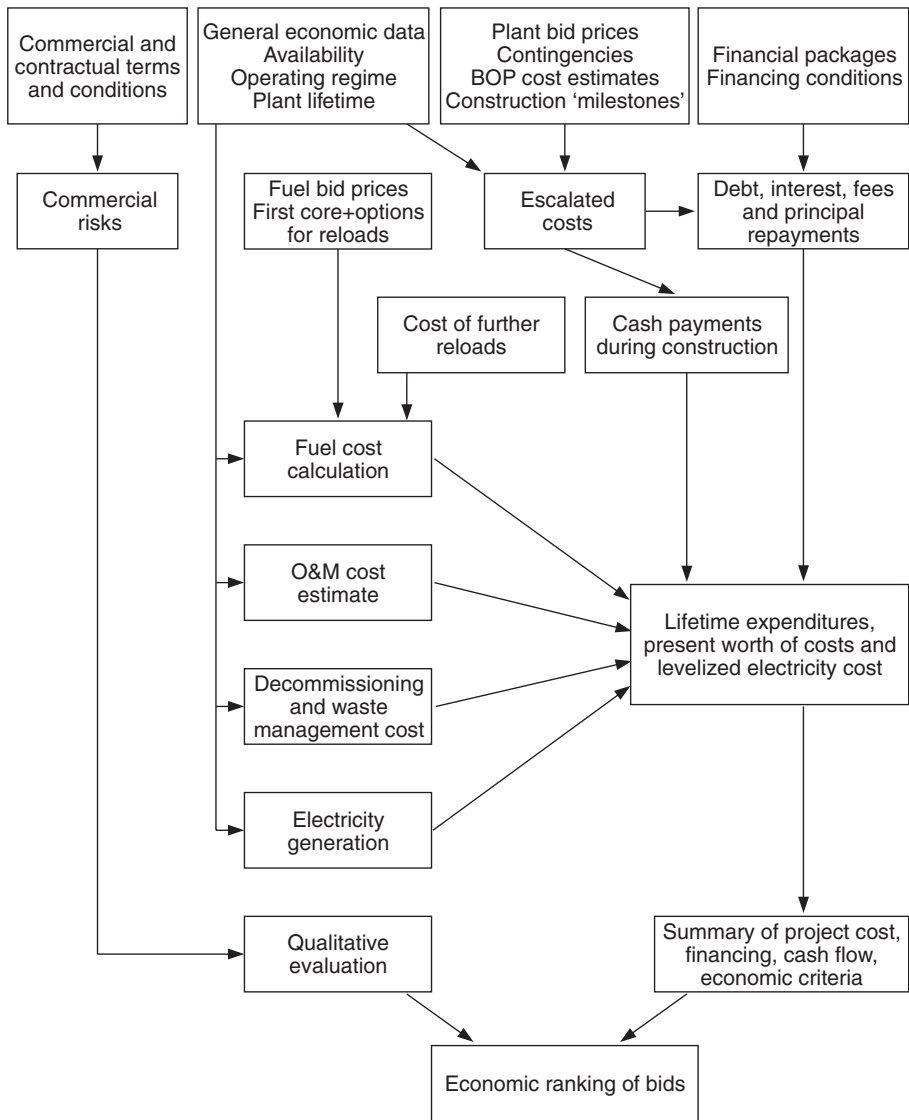 Commercial and
contractual terms
and conditions
General economic data
Availability
Operating regime
Plant lifetime
Plant bid prices
Contingencies
BOP cost estimates
Construction ‘milestones’
Financial packages
Financing conditions
Commercial
risks
Fuel bid prices
First core+options
for reloads
Escalated
costs
Debt, interest, fees
and principal
repayments
Cost of further
reloads
Cash payments
during construction
Fuel cost
calculation
O&M cost
estimate
Lifetime expenditures,
present worth of costs and
levelized electricity cost
Decommissioning
and waste
management cost
Electricity
generation
Qualitative
evaluation
Summary of project cost,
financing, cash flow,
economic criteria
Economic ranking of bids